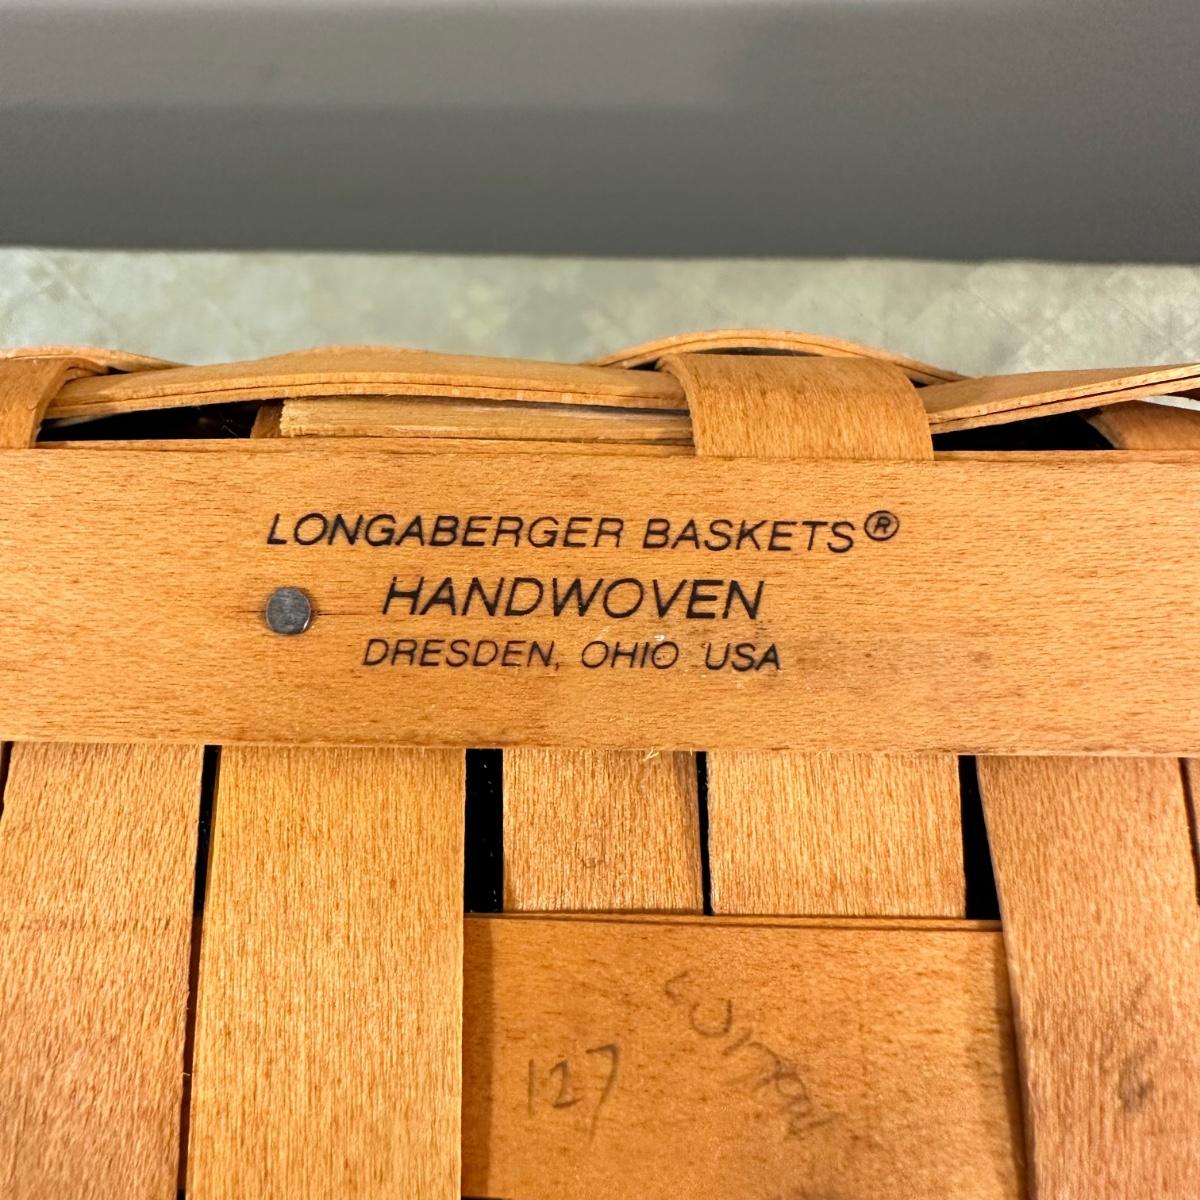 LONGABERGER BASKETS®
HANDWOVEN
DRESDEN, OHIO USA
127